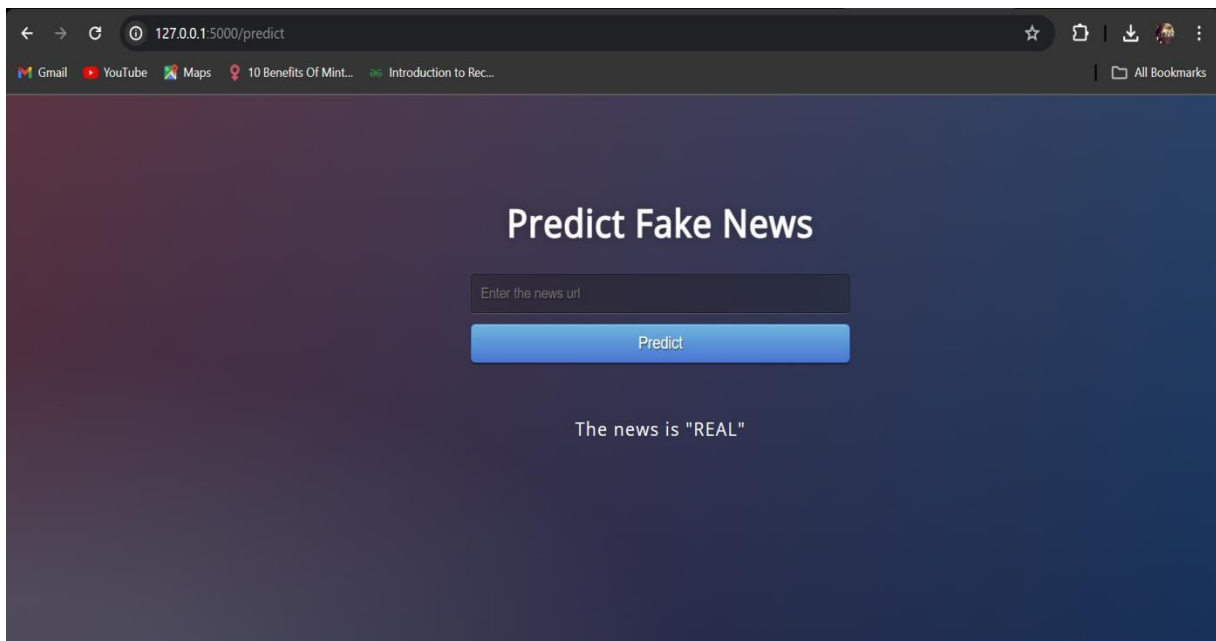 127.0.0.1:5000/predict
Gmail YouTube Maps 10 Benefits Of Mint... Introduction to Rec... All Bookmarks
Predict Fake News
Enter the news url
Predict
The news is "REAL"